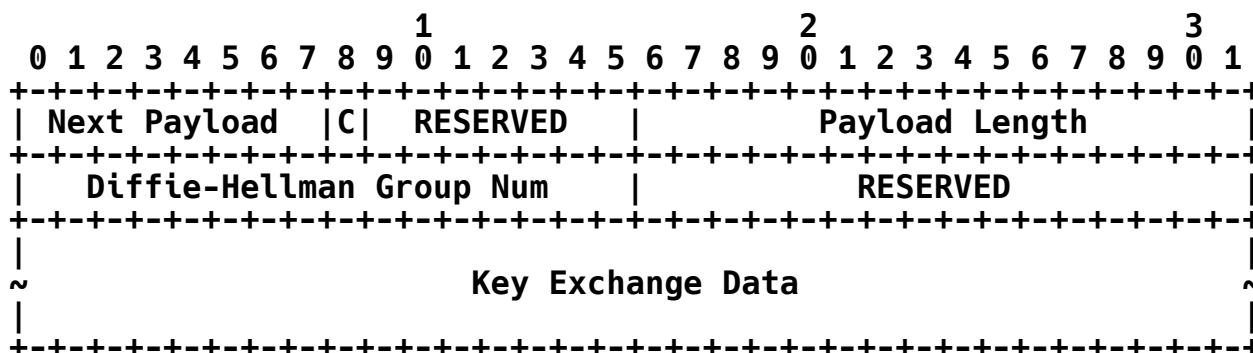 1                   2                   3
 0 1 2 3 4 5 6 7 8 9 0 1 2 3 4 5 6 7 8 9 0 1 2 3 4 5 6 7 8 9 0 1
+-+-+-+-+-+-+-+-+-+-+-+-+-+-+-+-+-+-+-+-+-+-+-+-+-+-+-+-+-+-+-+-+
| Next Payload  |C|  RESERVED   |         Payload Length        |
+-+-+-+-+-+-+-+-+-+-+-+-+-+-+-+-+-+-+-+-+-+-+-+-+-+-+-+-+-+-+-+-+
|   Diffie-Hellman Group Num    |           RESERVED            |
+-+-+-+-+-+-+-+-+-+-+-+-+-+-+-+-+-+-+-+-+-+-+-+-+-+-+-+-+-+-+-+-+
|                                                               |
~                       Key Exchange Data                       ~
|                                                               |
+-+-+-+-+-+-+-+-+-+-+-+-+-+-+-+-+-+-+-+-+-+-+-+-+-+-+-+-+-+-+-+-+